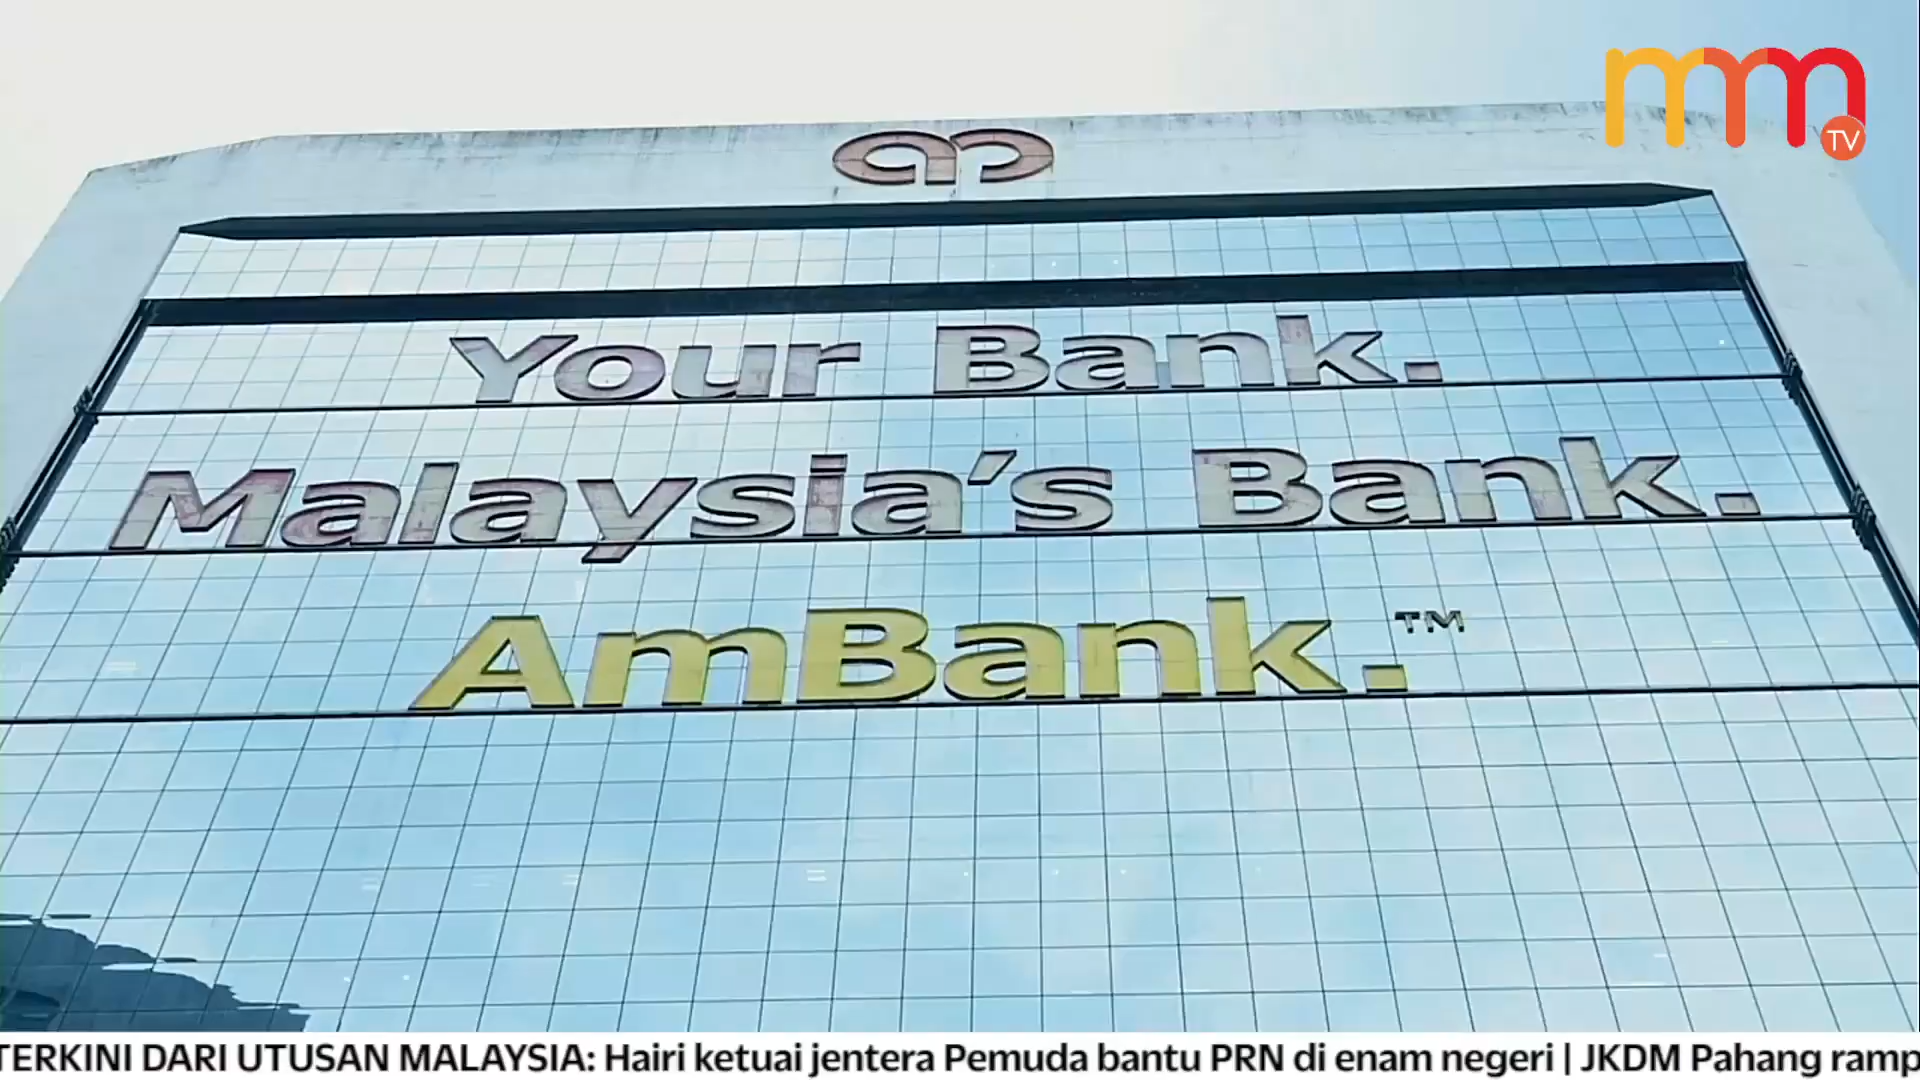 mm TV
Your Bank.
Malaysia's Bank.
AmBank.™
TERKINI DARI UTUSAN MALAYSIA: Hairi ketuai jentera Pemuda bantu PRN di enam negeri | JKDM Pahang ramp